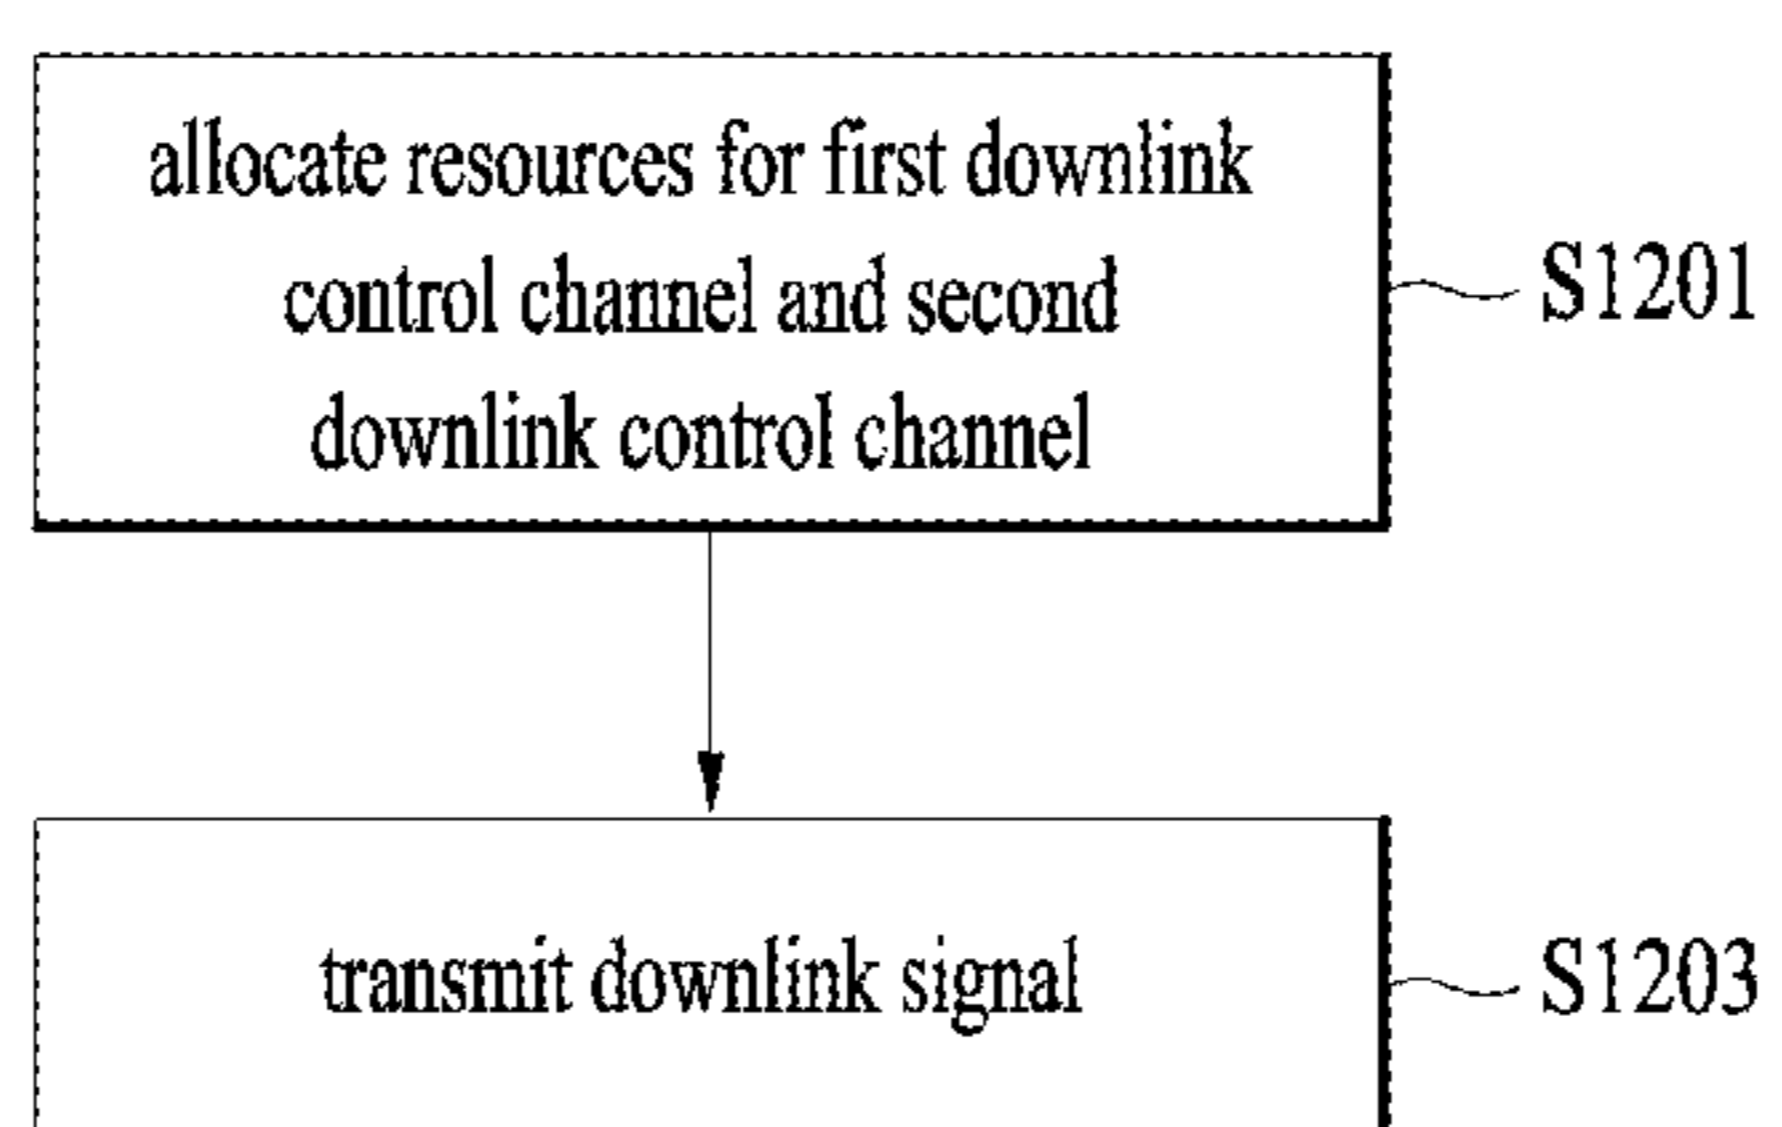 allocate resources for first downlink
control channel and second
downlink control channel
S1201
transmit downlink signal
S1203